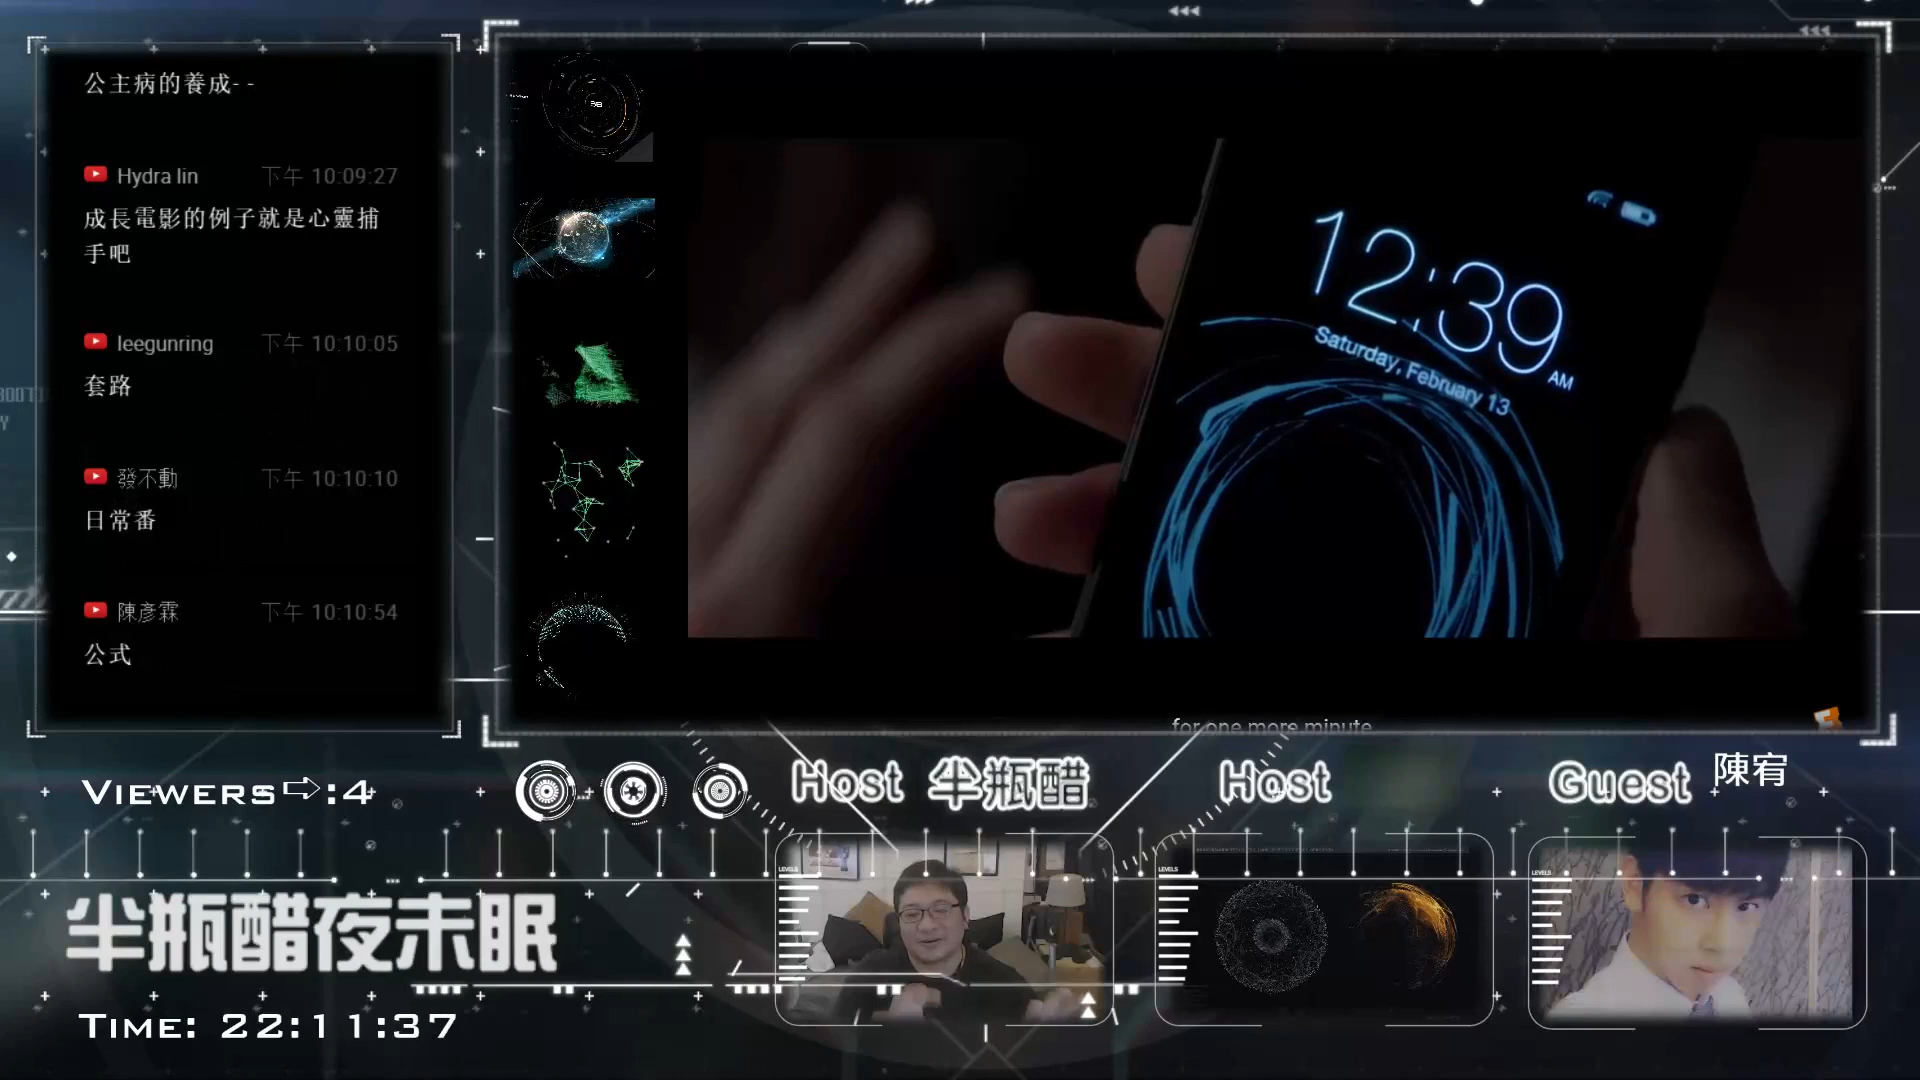 公主病的養成- -
Hydra lin 下午 10:09:27
成長電影的例子就是心靈捕
手吧
leegunring 下午 10:10:05
套路
發不動 下午 10:10:10
日常番
陳彥霖 下午 10:10:54
公式
12:39
AM
Saturday, February 13
for one more minute
Viewers⇨:4
Host 半瓶醋
Host
Guest 陳宥
LEVELS
LEVELS
LEVELS
半瓶醋夜未眠
Time: 22:11:37